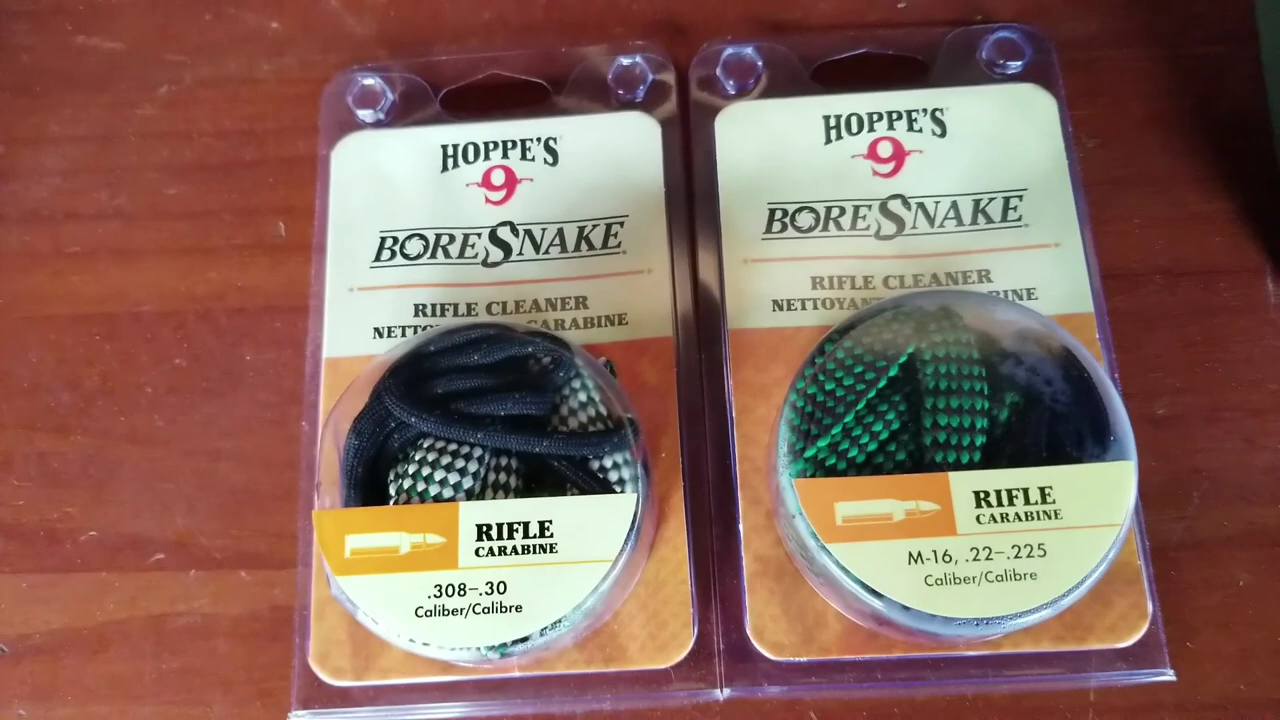 HOPPE'S
9
BORESNAKE
RIFLE CLEANER
CARABINE
RIFLE
CARABINE
.308-.30
Caliber/Calibre
HOPPE'S
9
BORESNAKE
RIFLE CLEANER
RIFLE
CARABINE
M-16, .22-.225
Caliber/Calibre